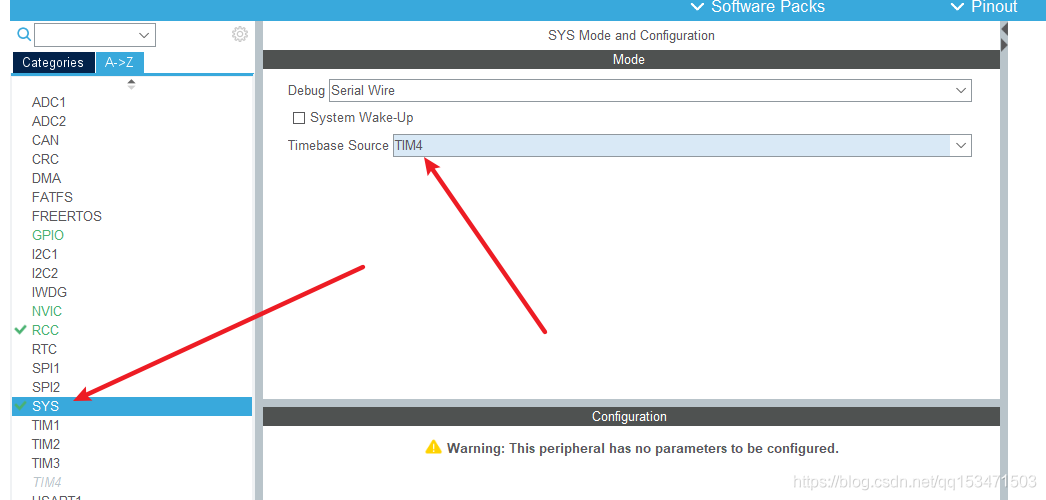 Software Packs
Pinout
Categories
A->Z
ADC1
ADC2
CAN
CRC
DMA
FATFS
FREERTOS
GPIO
I2C1
I2C2
IWDG
NVIC
RCC
RTC
SPI1
SPI2
SYS
TIM1
TIM2
TIM3
TIM4
USART1
SYS Mode and Configuration
Mode
Debug Serial Wire
System Wake-Up
Timebase Source TIM4
Configuration
Warning: This peripheral has no parameters to be configured.
https://blog.csdn.net/qq153471503